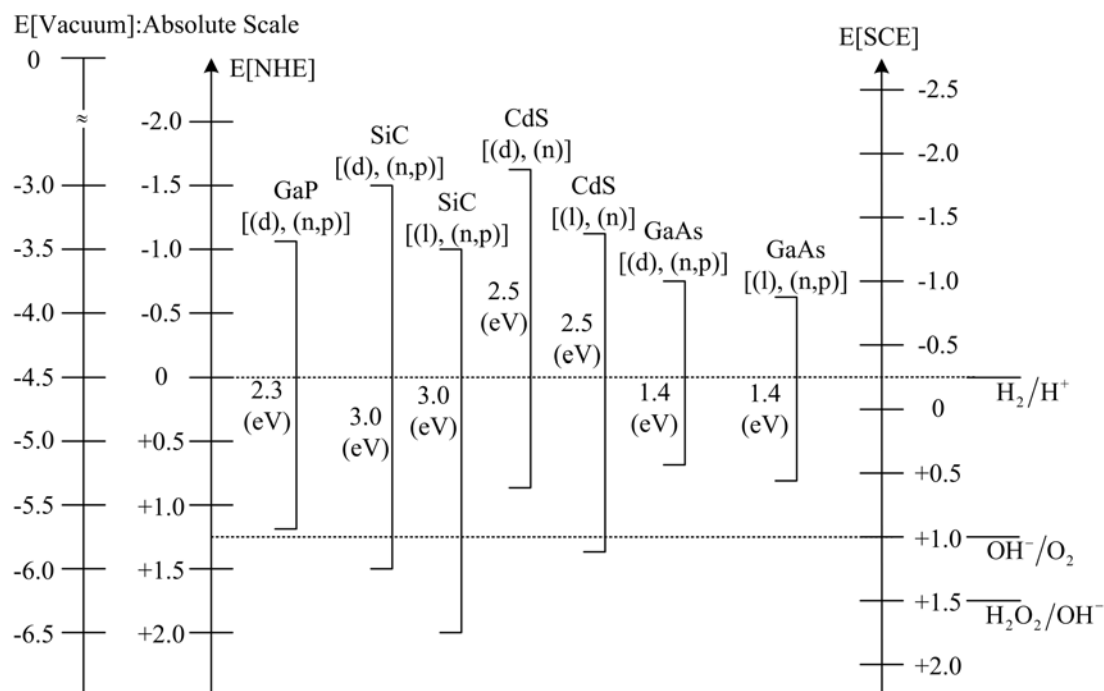 E[Vacuum]:Absolute Scale
0
≈
-3.0
-3.5
-4.0
-4.5
-5.0
-5.5
-6.0
-6.5
E[NHE]
-2.0
-1.5
-1.0
-0.5
0
+0.5
+1.0
+1.5
+2.0
GaP
[(d), (n,p)]
2.3
(eV)
SiC
[(d), (n,p)]
3.0
(eV)
SiC
[(l), (n,p)]
3.0
(eV)
CdS
[(d), (n)]
2.5
(eV)
CdS
[(l), (n)]
2.5
(eV)
GaAs
[(d), (n,p)]
1.4
(eV)
GaAs
[(l), (n,p)]
1.4
(eV)
E[SCE]
-2.5
-2.0
-1.5
-1.0
-0.5
0
+0.5
+1.0
+1.5
+2.0
H₂/H⁺
OH⁻/O₂
H₂O₂/OH⁻